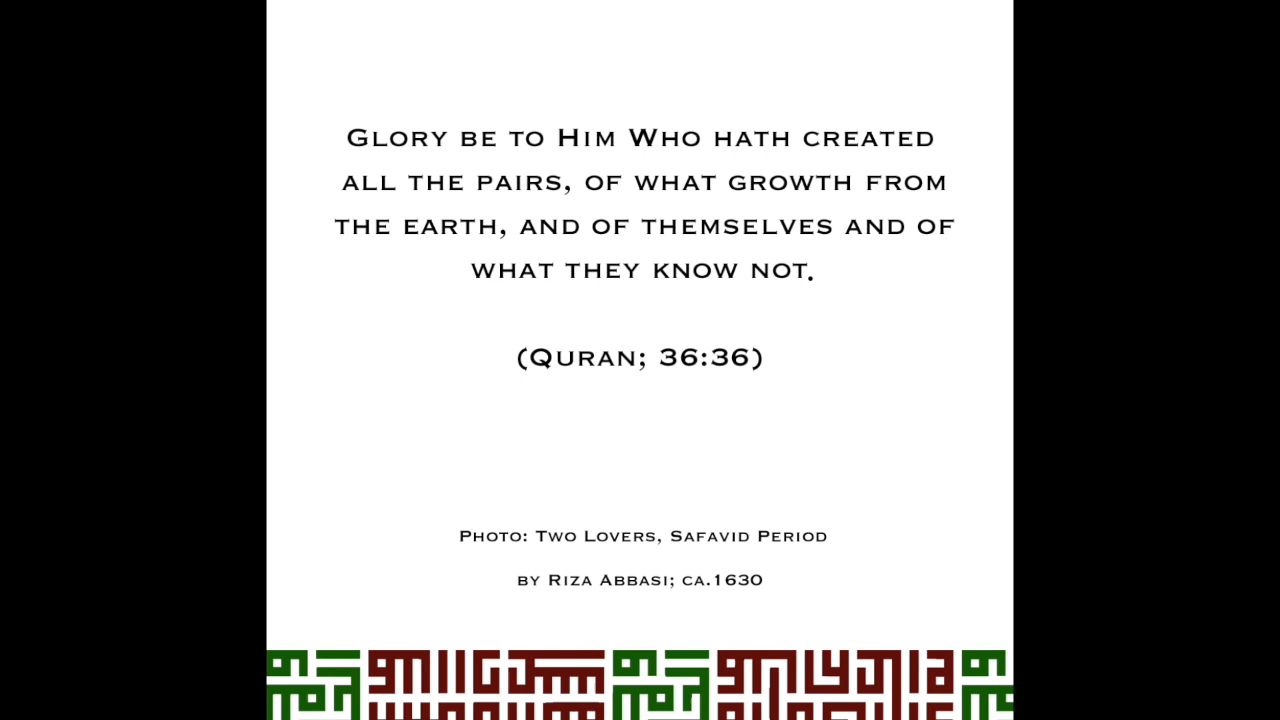 Glory be to Him Who hath created
all the pairs, of what growth from
the earth, and of themselves and of
what they know not.
(Quran; 36:36)
Photo: Two Lovers, Safavid Period
by Riza Abbasi; ca.1630